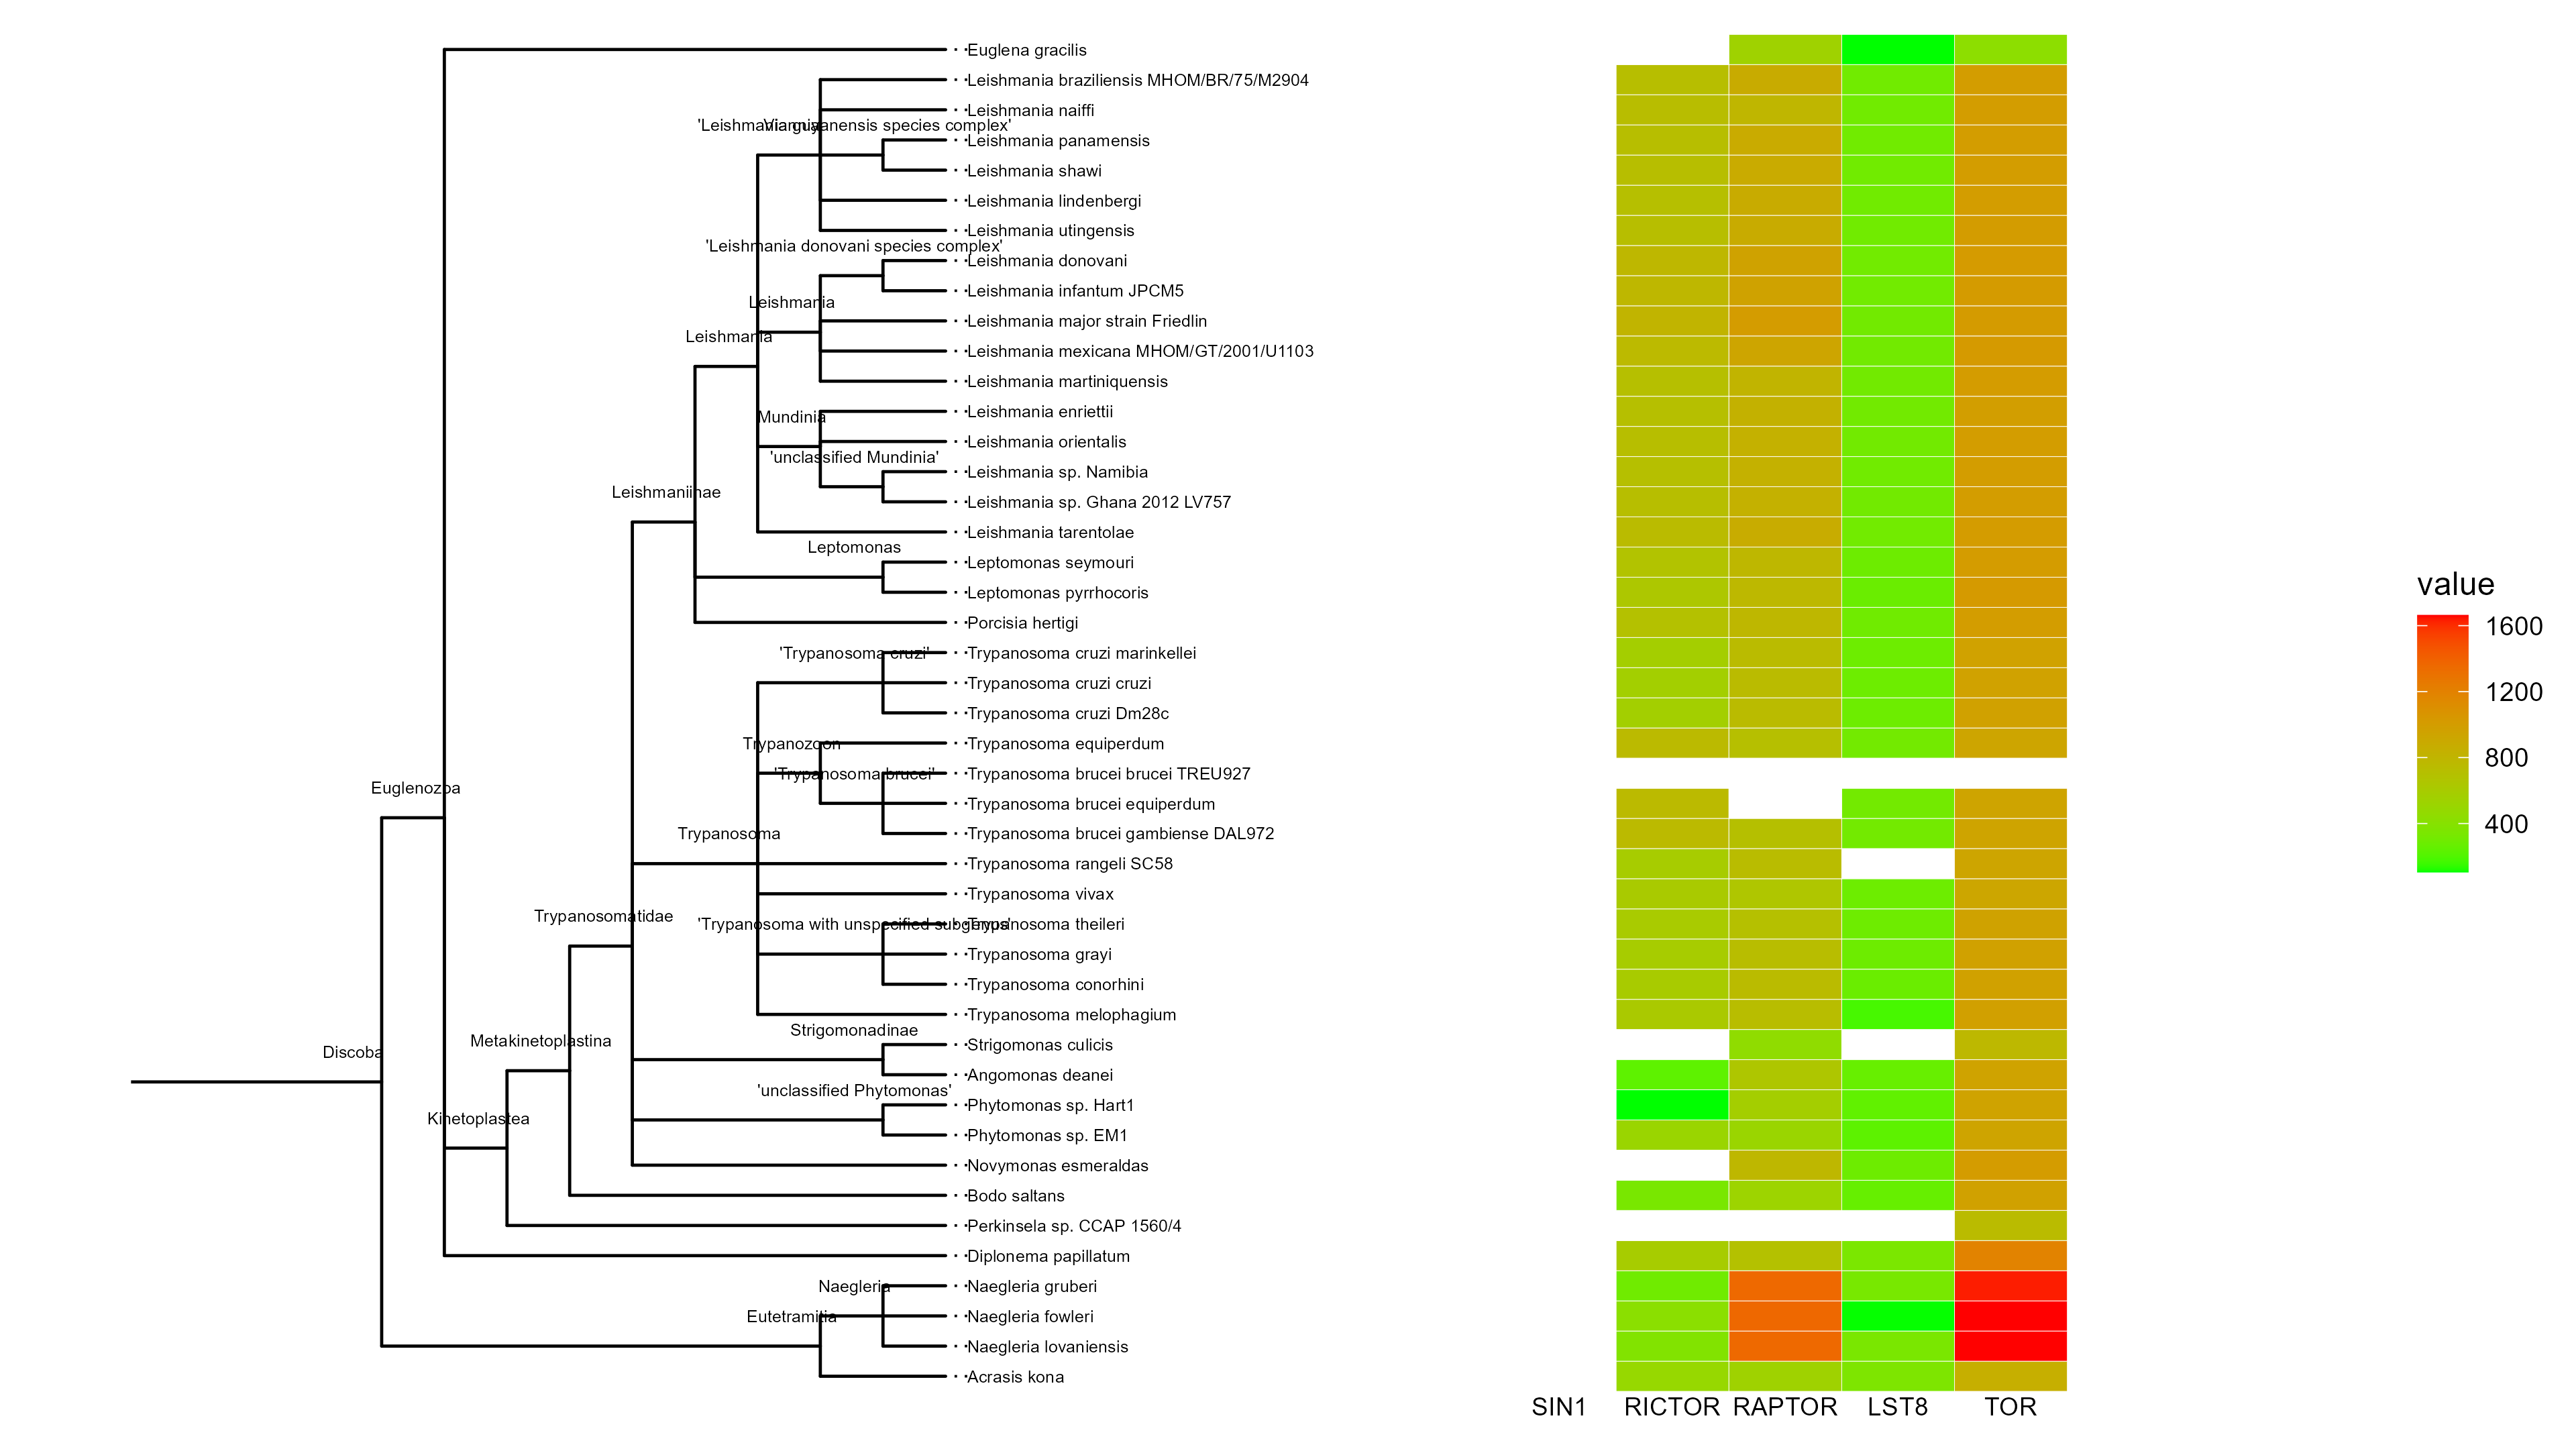 Euglena gracilis
Leishmania braziliensis MHOM/BR/75/M2904
Leishmania naiffi
'Leishmania guyanensis species complex'
Viannia
Leishmania panamensis
Leishmania shawi
Leishmania lindenbergi
Leishmania utingensis
'Leishmania donovani species complex'
Leishmania donovani
Leishmania infantum JPCM5
Leishmania
Leishmania major strain Friedlin
Leishmania
Leishmania mexicana MHOM/GT/2001/U1103
Leishmania martiniquensis
Leishmania enriettii
Mundinia
Leishmania orientalis
'unclassified Mundinia'
Leishmania sp. Namibia
Leishmaniinae
Leishmania sp. Ghana 2012 LV757
Leishmania tarentolae
Leptomonas
Leptomonas seymouri
Leptomonas pyrrhocoris
Porcisia hertigi
'Trypanosoma cruzi'
Trypanosoma cruzi marinkellei
Trypanosoma cruzi cruzi
Trypanosoma cruzi Dm28c
Trypanozoon
Trypanosoma equiperdum
'Trypanosoma brucei'
Trypanosoma brucei brucei TREU927
Euglenozoa
Trypanosoma brucei equiperdum
Trypanosoma
Trypanosoma brucei gambiense DAL972
Trypanosoma rangeli SC58
Trypanosoma vivax
Trypanosomatidae
'Trypanosoma with unspecified subgenus'
Trypanosoma theileri
Trypanosoma grayi
Trypanosoma conorhini
Trypanosoma melophagium
Strigomonadinae
Metakinetoplastina
Strigomonas culicis
Discoba
Angomonas deanei
'unclassified Phytomonas'
Phytomonas sp. Hart1
Kinetoplastea
Phytomonas sp. EM1
Novymonas esmeraldas
Bodo saltans
Perkinsela sp. CCAP 1560/4
Diplonema papillatum
Naegleria
Naegleria gruberi
Eutetramitia
Naegleria fowleri
Naegleria lovaniensis
Acrasis kona
SIN1 RICTOR RAPTOR LST8 TOR
value
1600
1200
800
400